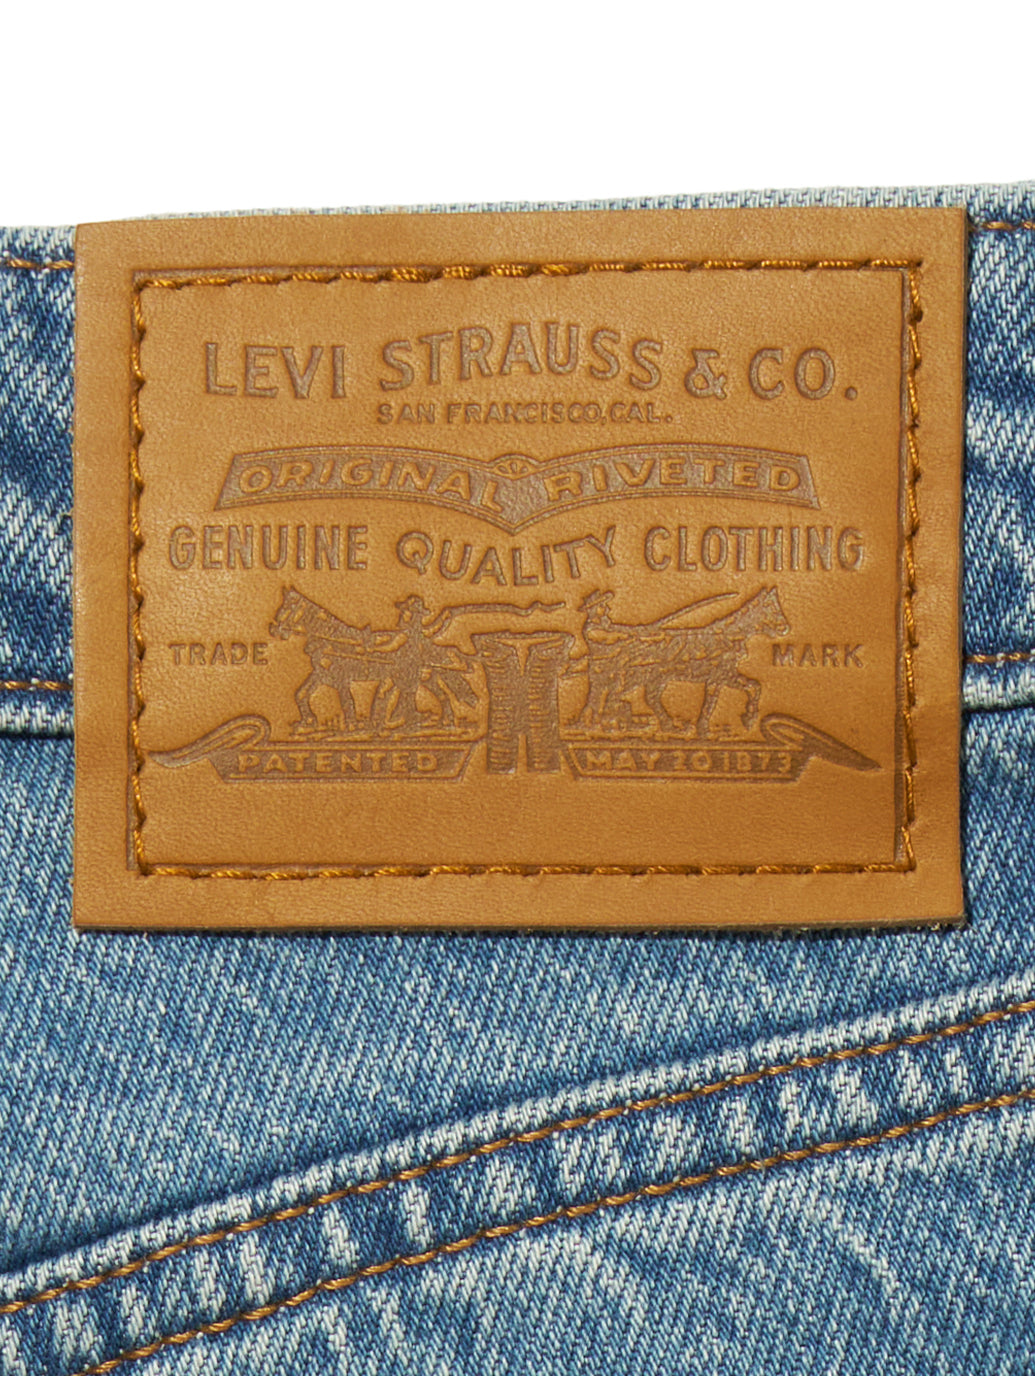 LEVI STRAUSS & CO.
SAN FRANCISCO, CAL.
ORIGINAL RIVETED
GENUINE QUALITY CLOTHING
TRADE MARK
PATENTED MAY 20 1873